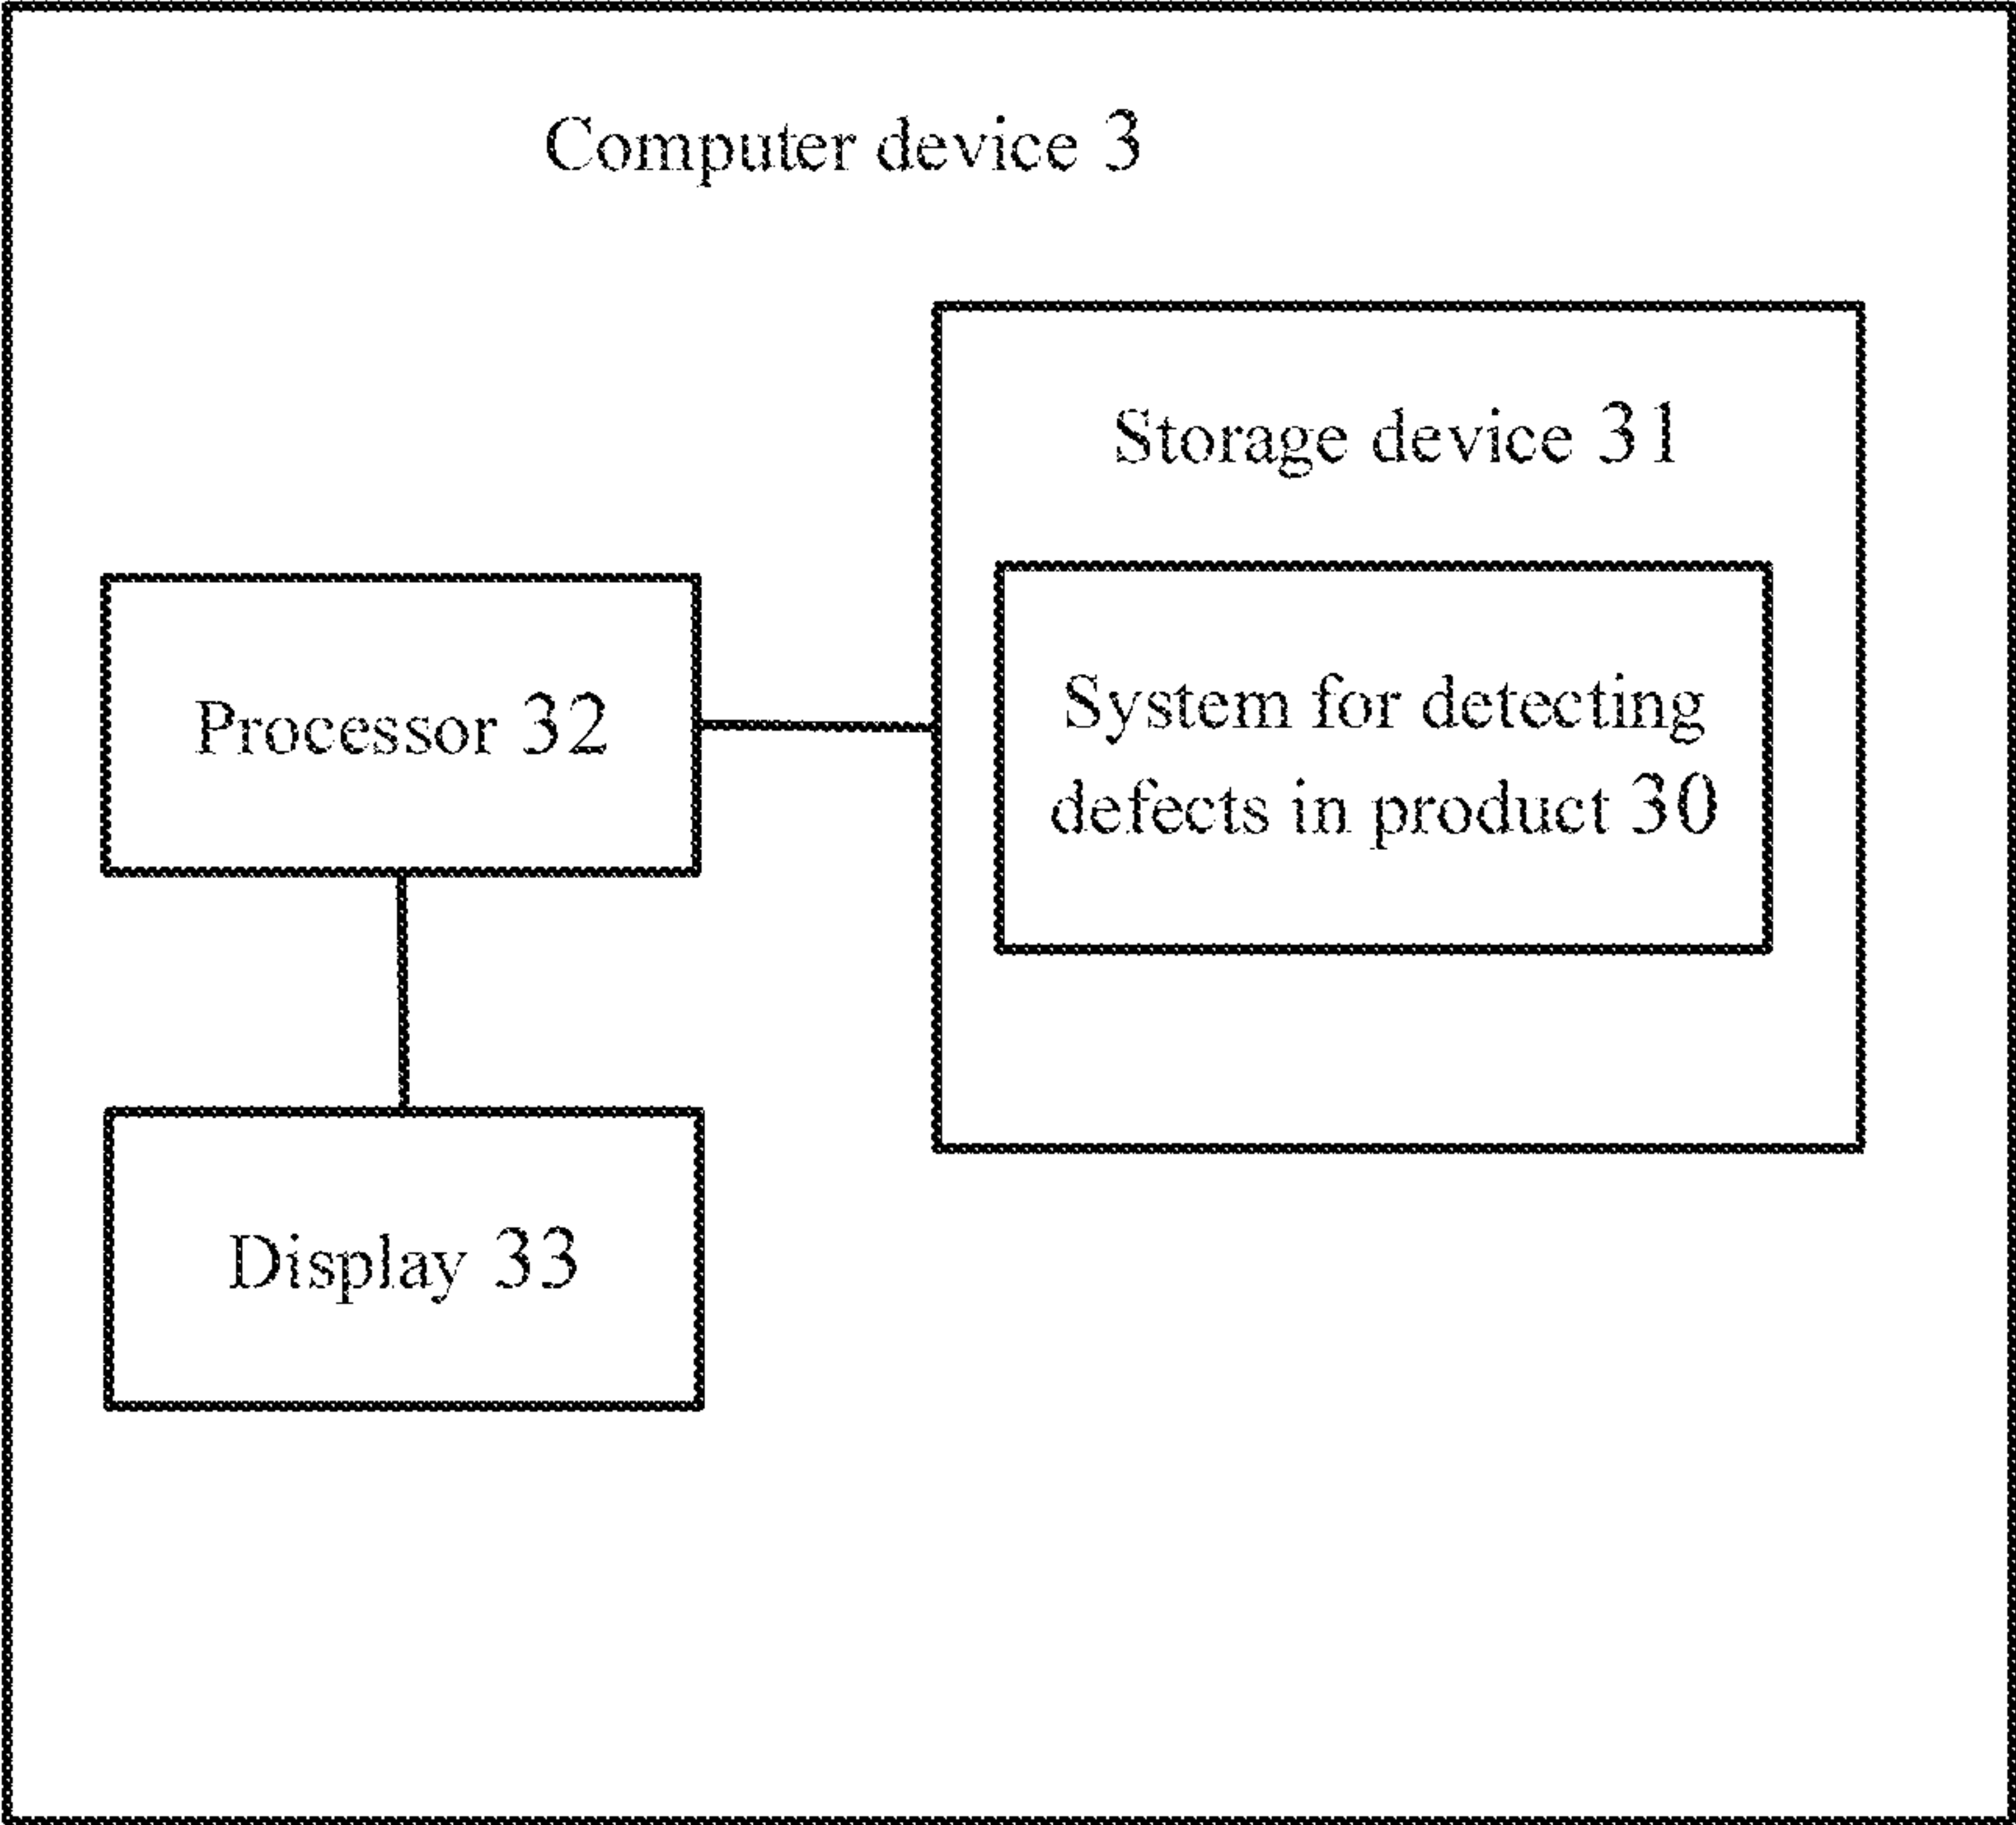 Computer device 3
Storage device 31
System for detecting
defects in product 30
Processor 32
Display 33